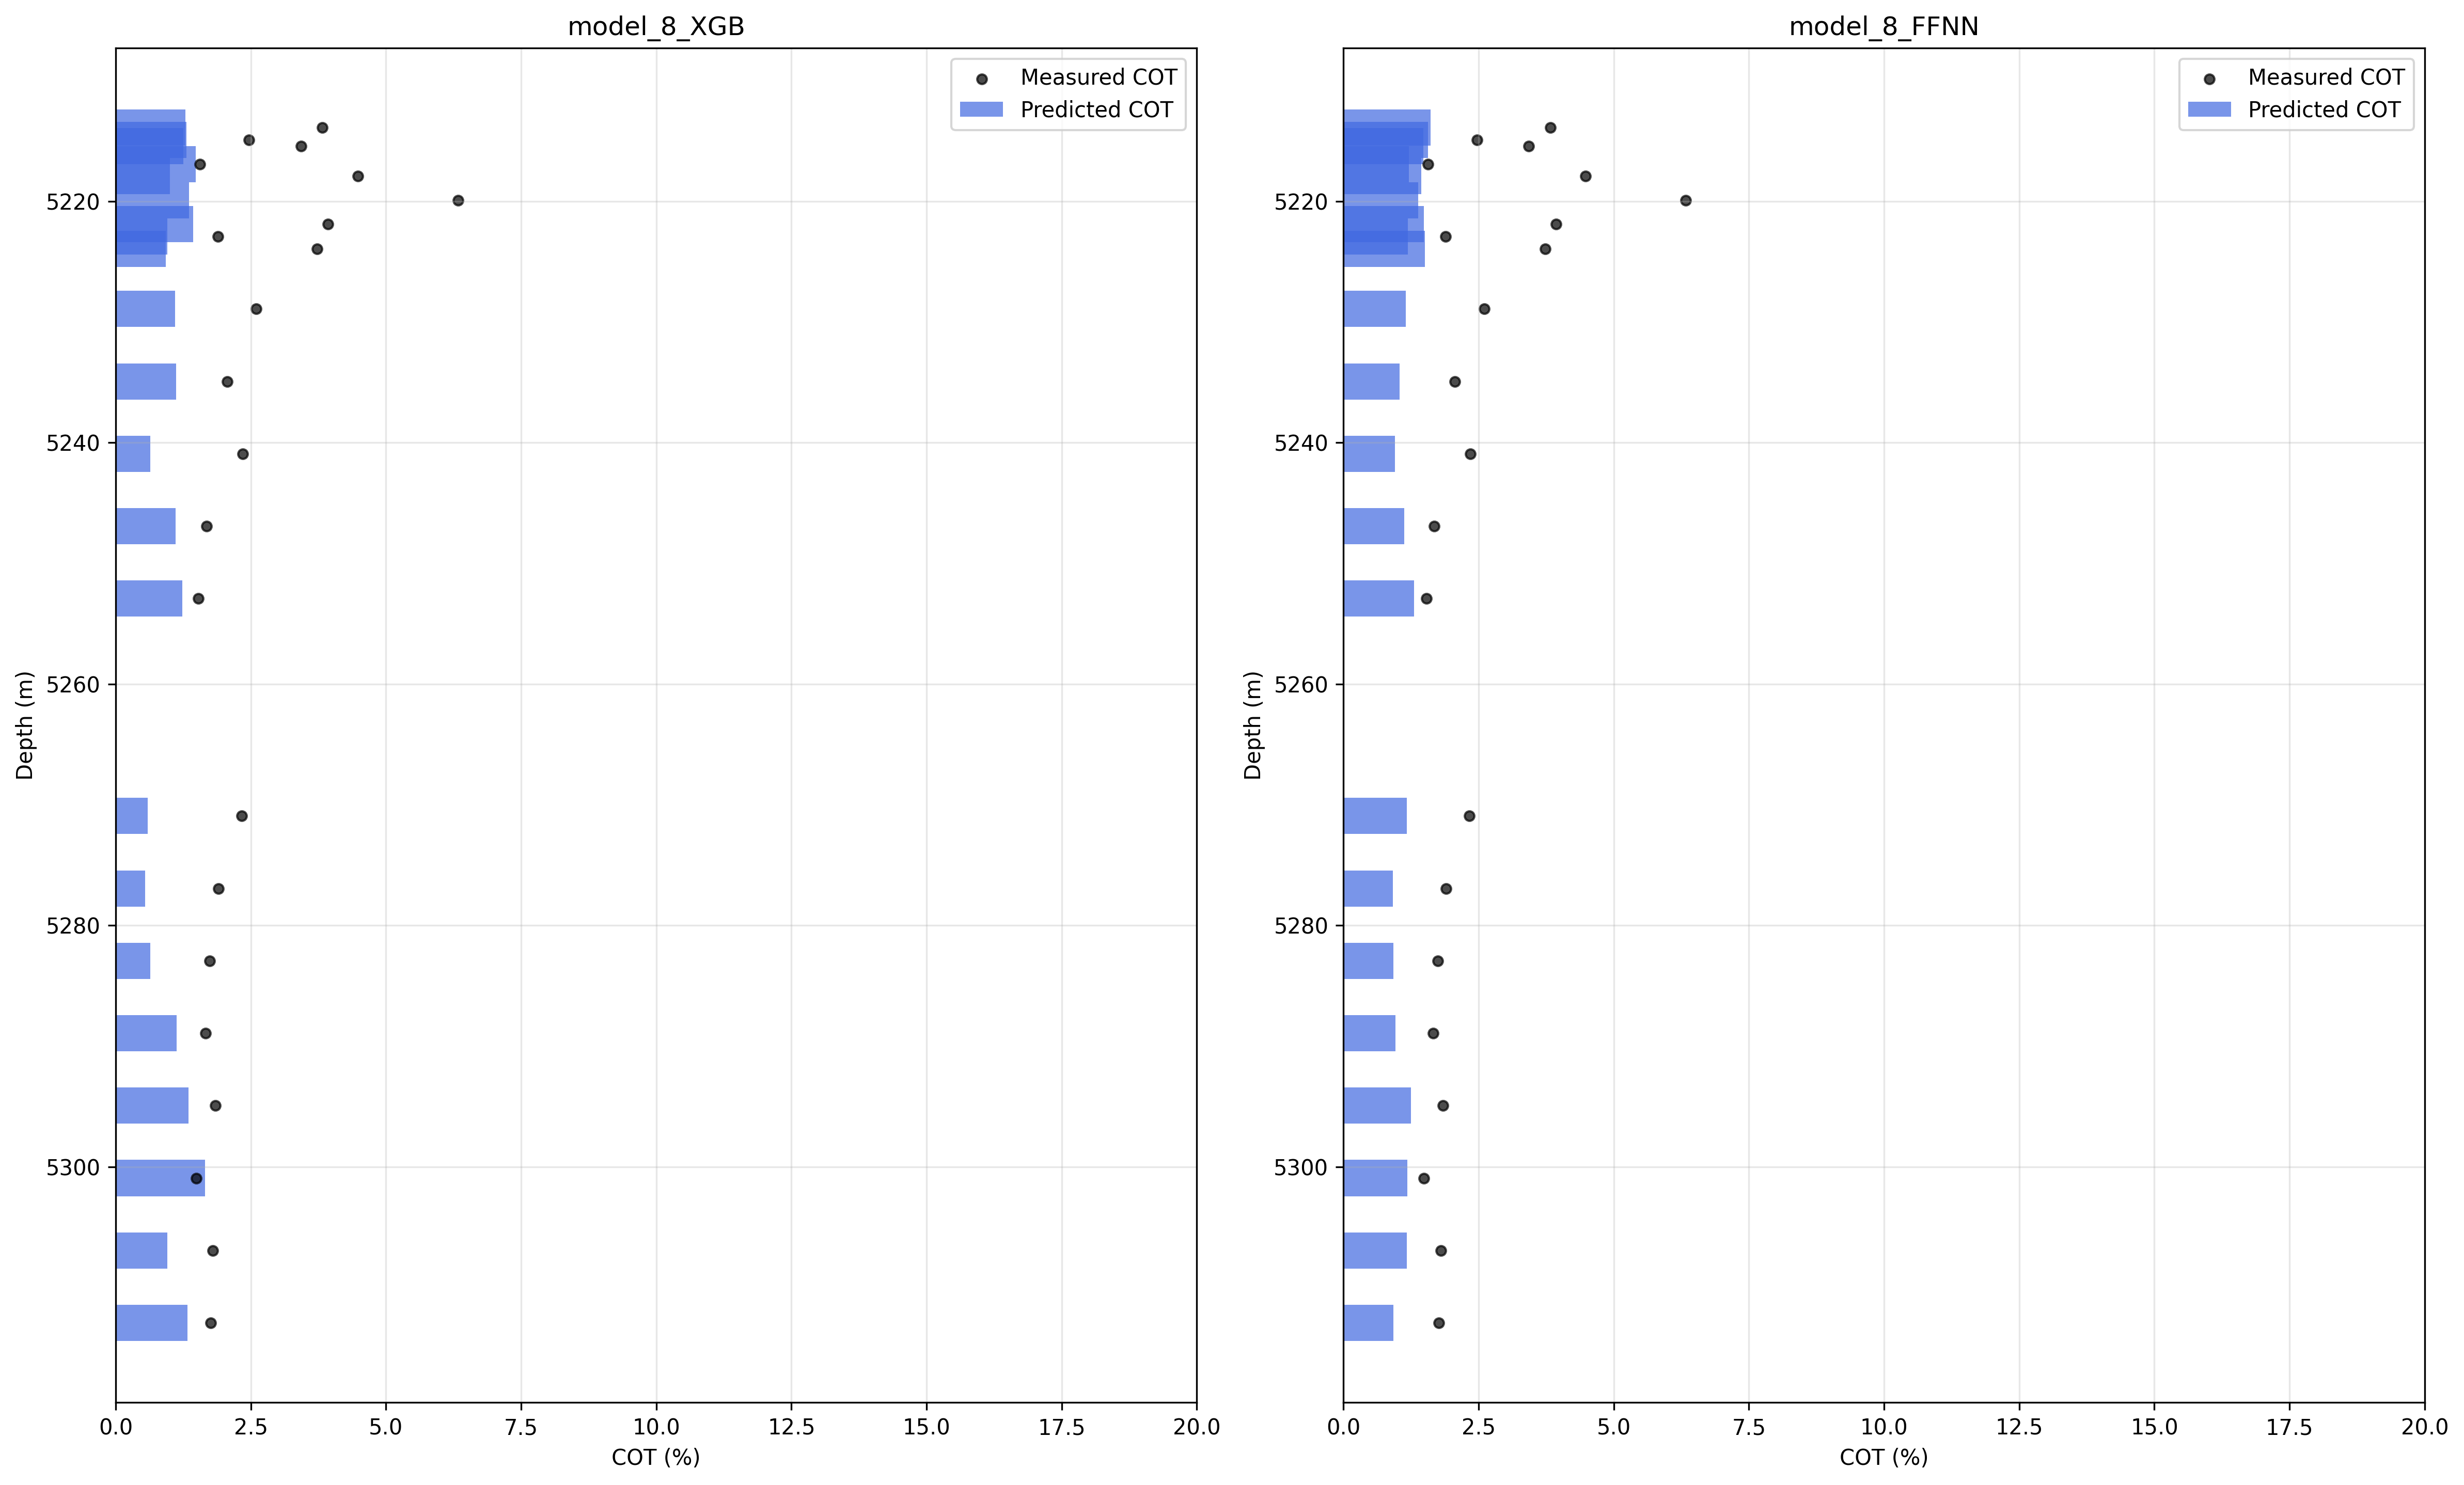 model_8_XGB
Measured COT
Predicted COT
5220
5240
5260
5280
5300
Depth (m)
0.0 2.5 5.0 7.5 10.0 12.5 15.0 17.5 20.0
COT (%)
model_8_FFNN
Measured COT
Predicted COT
5220
5240
5260
5280
5300
Depth (m)
0.0 2.5 5.0 7.5 10.0 12.5 15.0 17.5 20.0
COT (%)